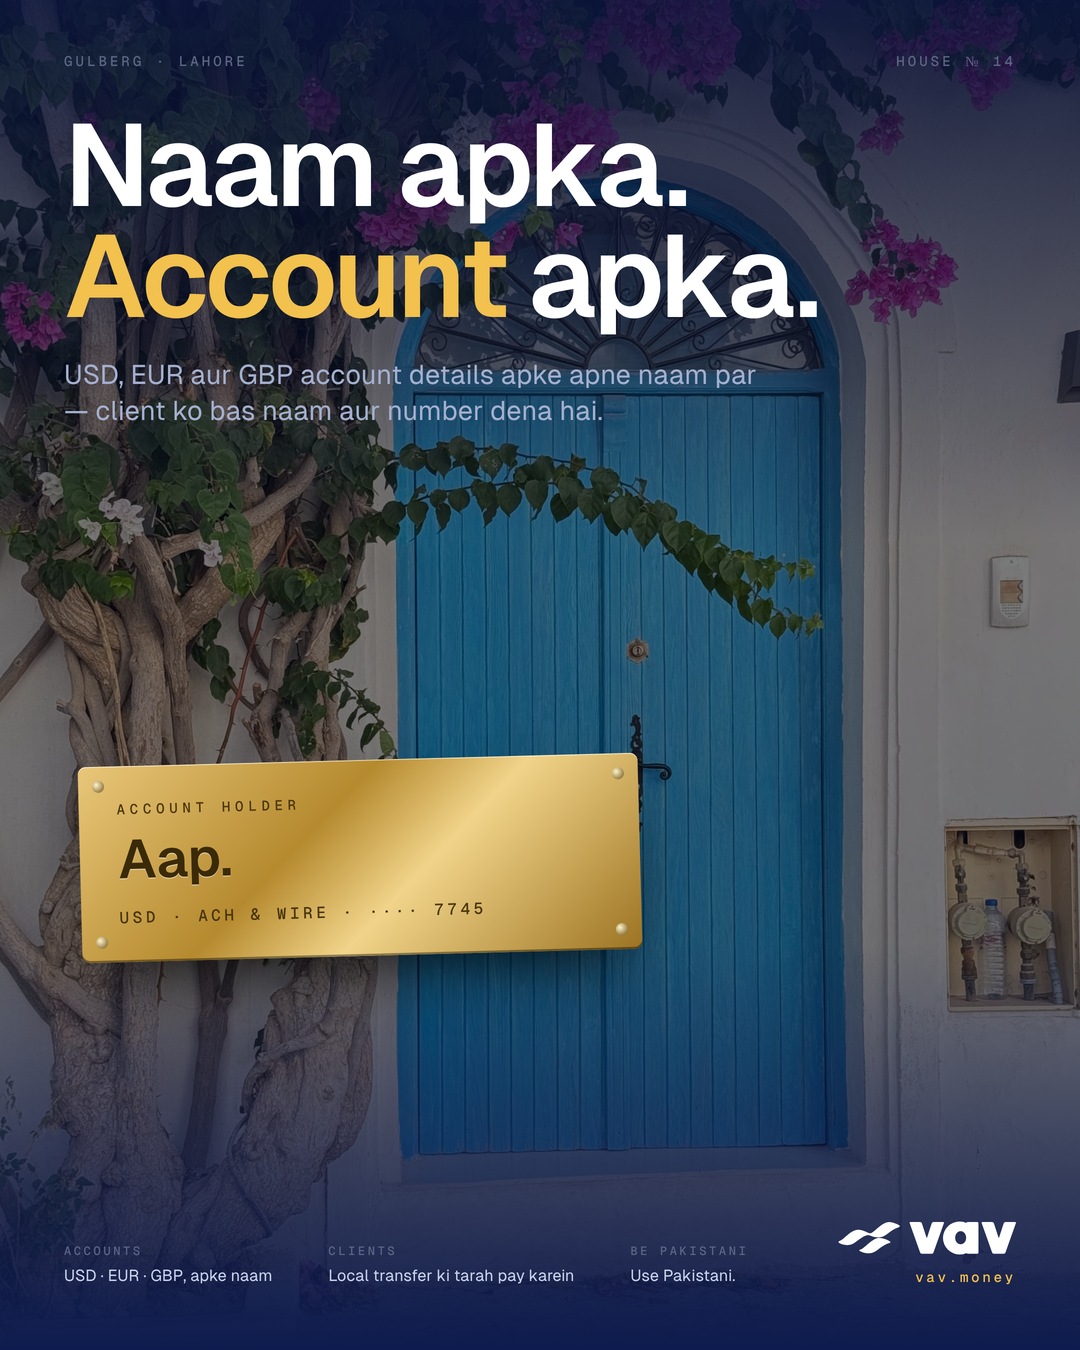 GULBERG · LAHORE
HOUSE № 14
Naam apka.
Account apka.
USD, EUR aur GBP account details apke apne naam par
— client ko bas naam aur number dena hai.
ACCOUNT HOLDER
Aap.
USD · ACH & WIRE · ···· 7745
ACCOUNTS
USD · EUR · GBP, apke naam
CLIENTS
Local transfer ki tarah pay karein
BE PAKISTANI
Use Pakistani.
vav
vav.money